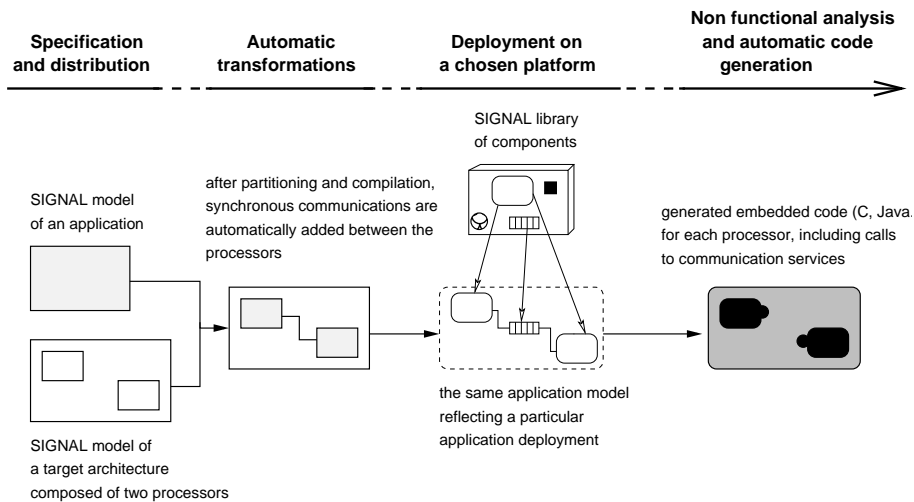 Specification
and distribution
Automatic
transformations
Deployment on
a chosen platform
Non functional analysis
and automatic code
generation
SIGNAL library
of components
SIGNAL model
of an application
after partitioning and compilation,
synchronous communications are
automatically added between the
processors
generated embedded code (C, Java.
for each processor, including calls
to communication services
the same application model
reflecting a particular
application deployment
SIGNAL model of
a target architecture
composed of two processors